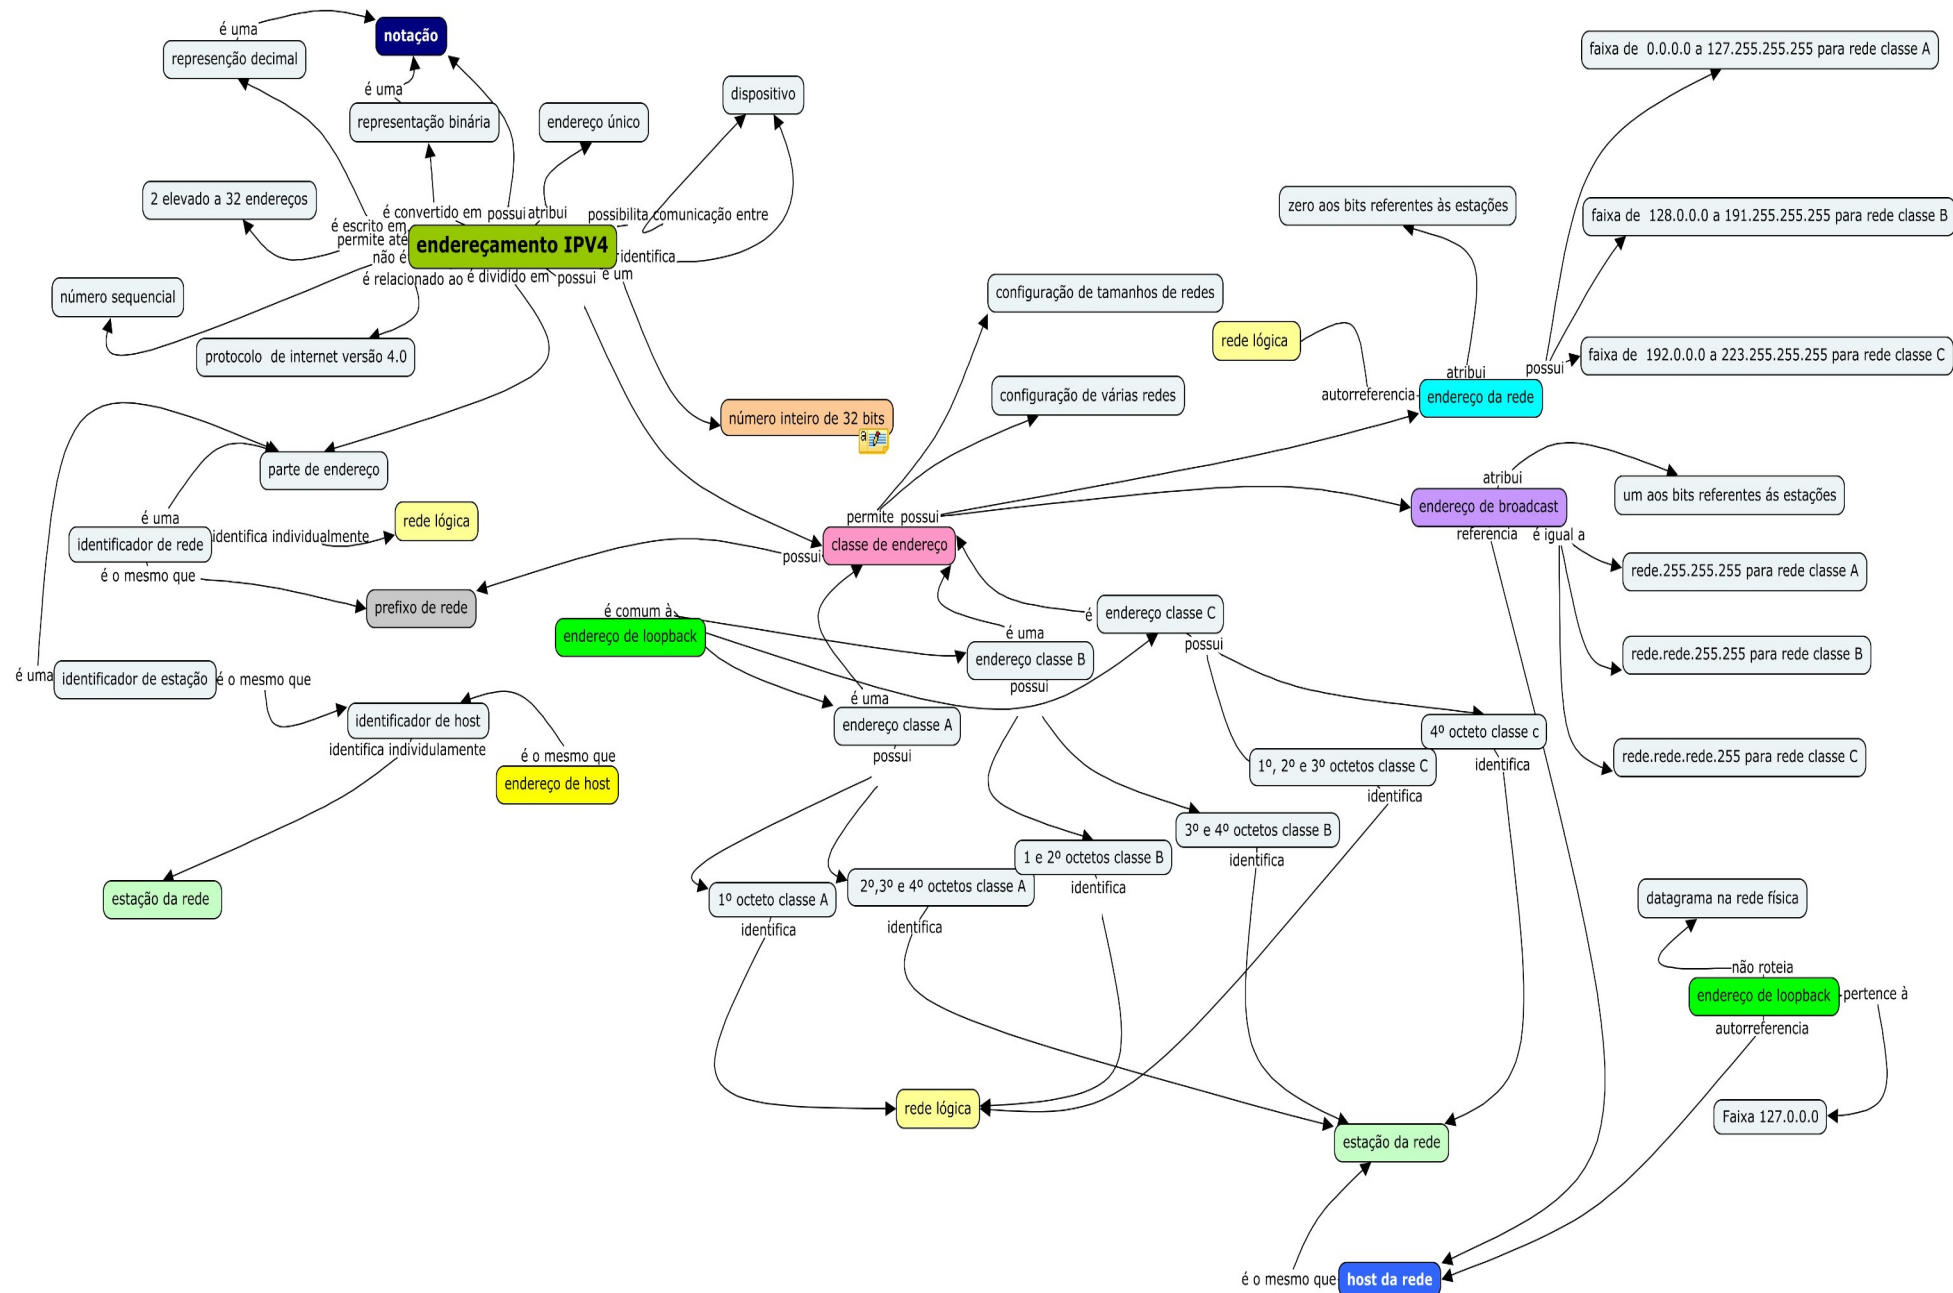 é uma
notação
represenção decimal
faixa de  0.0.0.0 a 127.255.255.255 para rede classe A
é uma
dispositivo
representação binária
endereço único
2 elevado a 32 endereços
zero aos bits referentes às estações
faixa de  128.0.0.0 a 191.255.255.255 para rede classe B
é convertido em
possui
atribui
possibilita comunicação entre
é escrito em
permite até
endereçamento IPV4
não é
identifica
é relacionado ao
é dividido em
possui
é um
número sequencial
configuração de tamanhos de redes
protocolo  de internet versão 4.0
rede lógica
faixa de  192.0.0.0 a 223.255.255.255 para rede classe C
atribui
possui
autorreferencia
endereço da rede
configuração de várias redes
número inteiro de 32 bits
a
parte de endereço
atribui
um aos bits referentes ás estações
endereço de broadcast
referencia
é igual a
é uma
rede lógica
identificador de rede
identifica individualmente
é o mesmo que
permite
possui
classe de endereço
possui
rede.255.255.255 para rede classe A
prefixo de rede
é comum à
endereço de loopback
é
endereço classe C
possui
é uma
endereço classe B
possui
rede.rede.255.255 para rede classe B
é uma
identificador de estação
é o mesmo que
é uma
endereço classe A
possui
identificador de host
identifica individulamente
é o mesmo que
endereço de host
4º octeto classe c
identifica
1º, 2º e 3º octetos classe C
identifica
rede.rede.rede.255 para rede classe C
3º e 4º octetos classe B
identifica
1 e 2º octetos classe B
identifica
2º,3º e 4º octetos classe A
identifica
1º octeto classe A
identifica
estação da rede
datagrama na rede física
não roteia
endereço de loopback
pertence à
autorreferencia
rede lógica
Faixa 127.0.0.0
estação da rede
é o mesmo que
host da rede